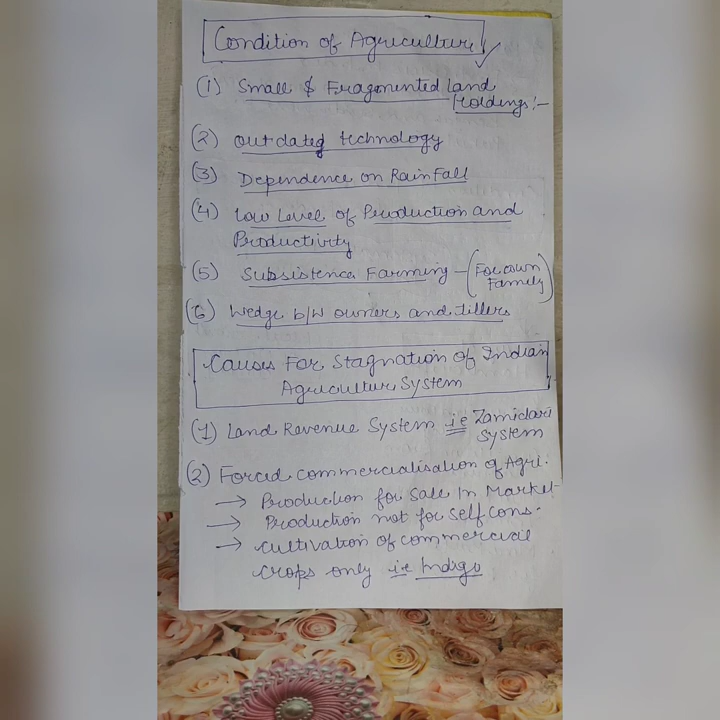 Condition of Agriculture
(1) Small & Fragmented Land
Holdings:-
(2) Outdated technology
(3) Dependence on RainFall
(4) Low Level of Production and
Productivity
(5) Subsistence Farming - (For own
Family)
(6) Wedge b/w owners and Tillers
Causes For Stagnation of Indian
Agriculture System
(1) Land Revenue System i.e Zamidari
System
(2) Forced commercialisation of Agri.
→ Production for Sale In Market
→ Production not for Self Cons.
→ Cultivation of commercial
crops only i.e Indigo